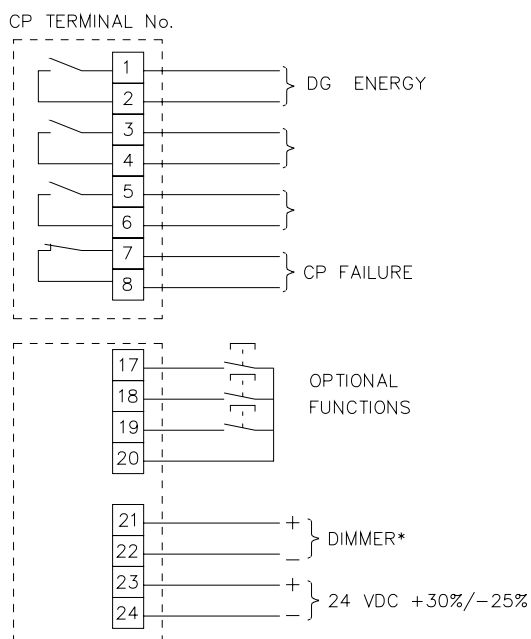 CP TERMINAL No.
1
2
DG ENERGY
3
4
5
6
7
8
CP FAILURE
17
18
19
20
OPTIONAL
FUNCTIONS
21 +
22 −
DIMMER*
23 +
24 −
24 VDC +30%/−25%